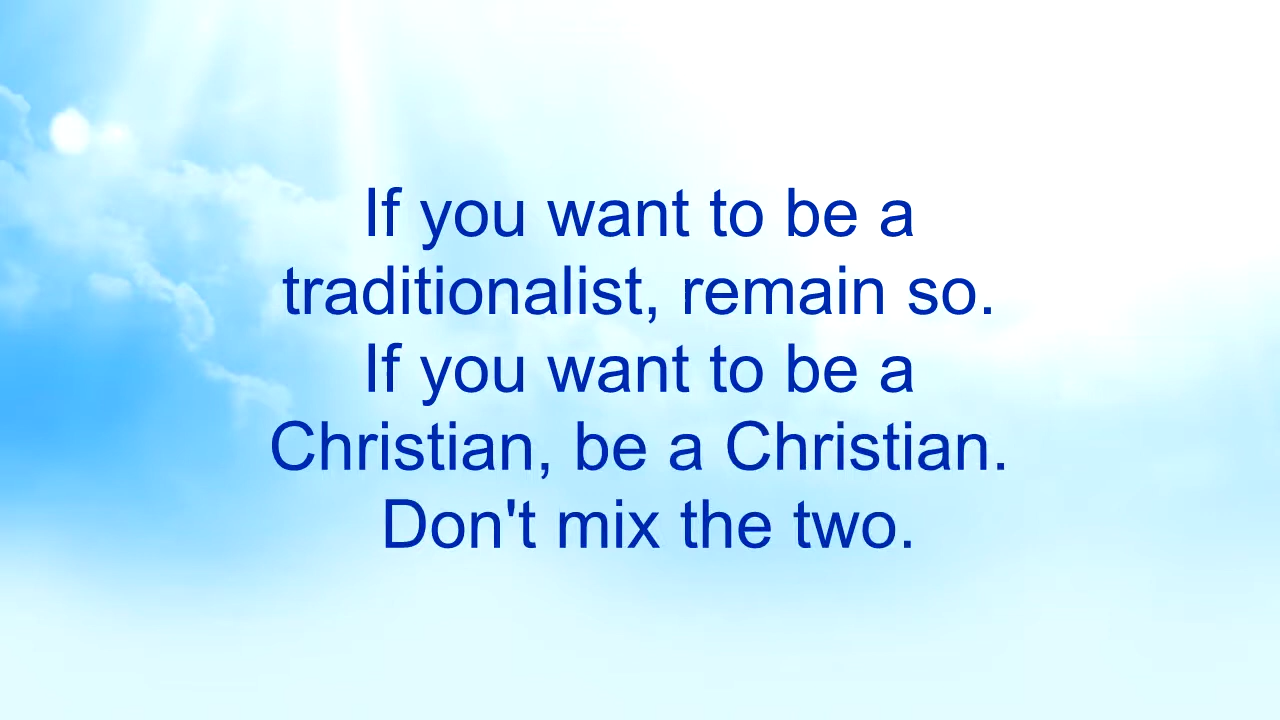 If you want to be a
traditionalist, remain so.
If you want to be a
Christian, be a Christian.
Don't mix the two.